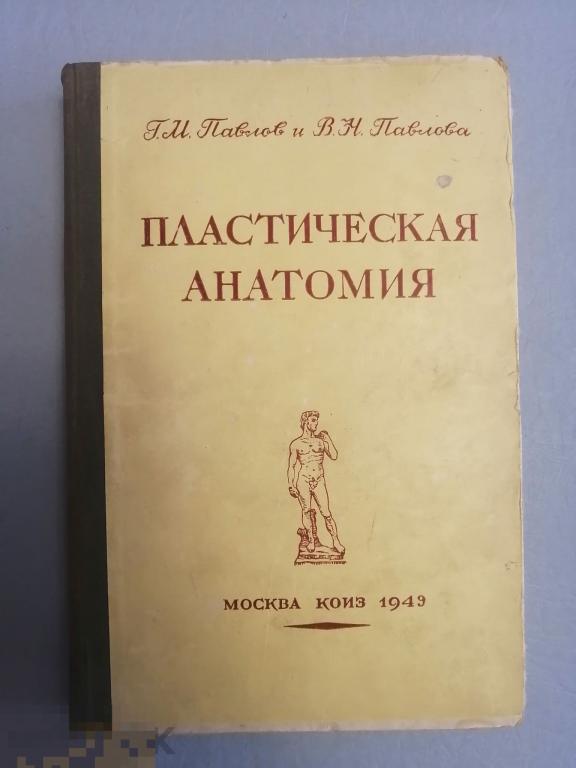 Г.М. Павлов и В.Н. Павлова
ПЛАСТИЧЕСКАЯ
АНАТОМИЯ
МОСКВА КОИЗ 1949